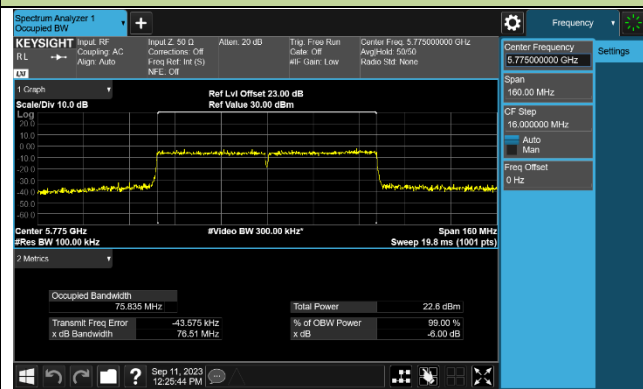 Spectrum Analyzer 1
Occupied BW
Frequency
KEYSIGHT
Input: RF
Coupling: AC
Align: Auto
Input Z: 50 Ω
Corrections: Off
Freq Ref: Int (S)
NFE: Off
Atten: 20 dB
Trig: Free Run
Gate: Off
#IF Gain: Low
Center Freq: 5.775000000 GHz
Avg|Hold: 50/50
Radio Std: None
RL
LXI
Center Frequency
5.775000000 GHz
Settings
Span
160.00 MHz
CF Step
16.000000 MHz
Auto
Man
Freq Offset
0 Hz
1 Graph
Ref Lvl Offset 23.00 dB
Scale/Div 10.0 dB
Ref Value 30.00 dBm
Log
20.0
10.0
0.00
-10.0
-20.0
-30.0
-40.0
-50.0
-60.0
Center 5.775 GHz
#Video BW 300.00 kHz*
Span 160 MHz
#Res BW 100.00 kHz
Sweep 19.8 ms (1001 pts)
2 Metrics
Occupied Bandwidth
75.835 MHz
Total Power
22.6 dBm
Transmit Freq Error
-43.575 kHz
% of OBW Power
99.00 %
x dB Bandwidth
76.51 MHz
x dB
-6.00 dB
Sep 11, 2023
12:25:44 PM